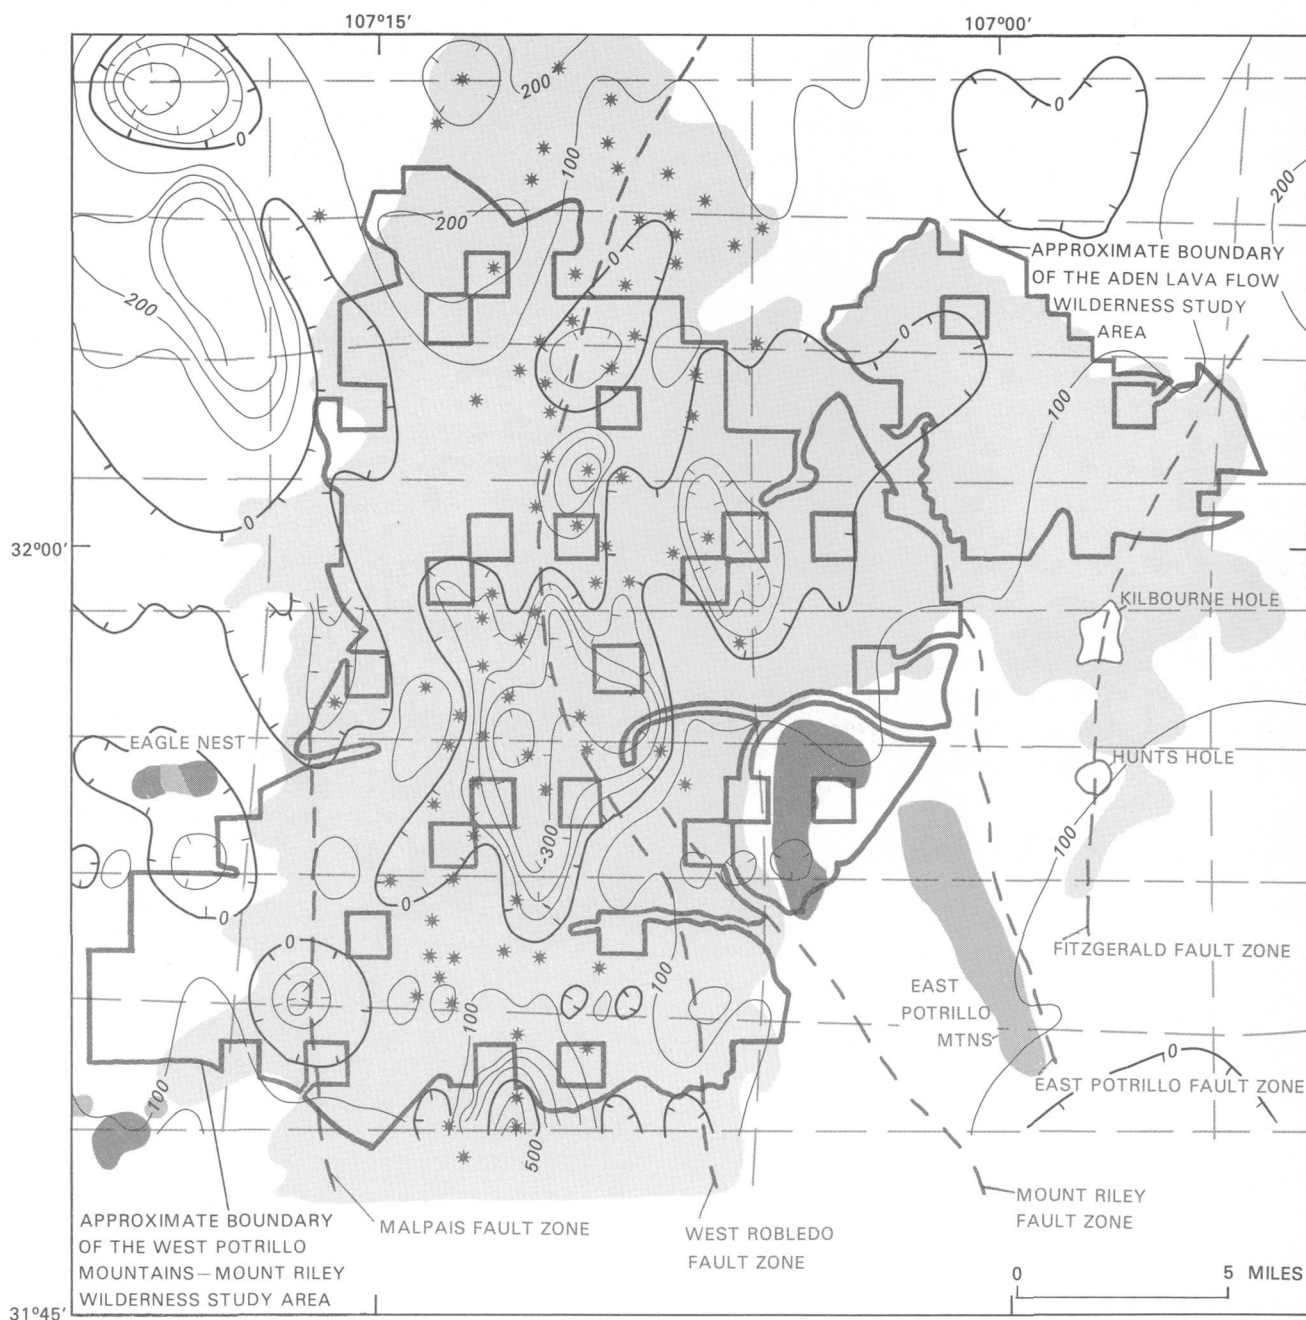 107°15′
107°00′
200
0
0
100
200
200
APPROXIMATE BOUNDARY
OF THE ADEN LAVA FLOW
WILDERNESS STUDY
AREA
0
200
0
100
0
32°00′
KILBOURNE HOLE
EAGLE NEST
HUNTS HOLE
-300
100
0
0
0
FITZGERALD FAULT ZONE
100
EAST
POTRILLO
MTNS
100
0
EAST POTRILLO FAULT ZONE
100
500
APPROXIMATE BOUNDARY
OF THE WEST POTRILLO
MOUNTAINS—MOUNT RILEY
WILDERNESS STUDY AREA
MALPAIS FAULT ZONE
WEST ROBLEDO
FAULT ZONE
MOUNT RILEY
FAULT ZONE
0 5 MILES
31°45′